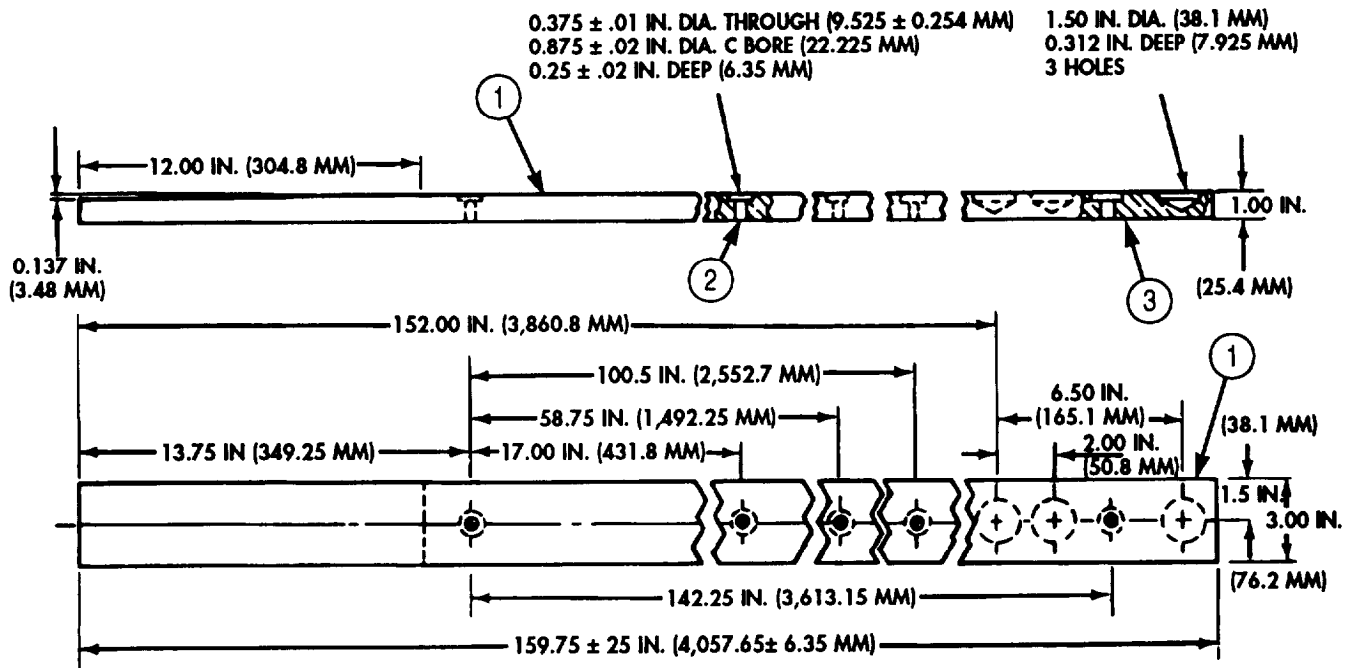 0.375 ± .01 IN. DIA. THROUGH (9.525 ± 0.254 MM)
0.875 ± .02 IN. DIA. C BORE (22.225 MM)
0.25 ± .02 IN. DEEP (6.35 MM)
1.50 IN. DIA. (38.1 MM)
0.312 IN. DEEP (7.925 MM)
3 HOLES
1
12.00 IN. (304.8 MM)
1.00 IN.
0.137 IN.
(3.48 MM)
2
3
(25.4 MM)
152.00 IN. (3,860.8 MM)
1
100.5 IN. (2,552.7 MM)
6.50 IN.
(165.1 MM)
58.75 IN. (1,492.25 MM)
(38.1 MM)
13.75 IN (349.25 MM)
17.00 IN. (431.8 MM)
2.00 IN.
(50.8 MM)
1.5 IN.
3.00 IN.
(76.2 MM)
142.25 IN. (3,613.15 MM)
159.75 ± 25 IN. (4,057.65± 6.35 MM)